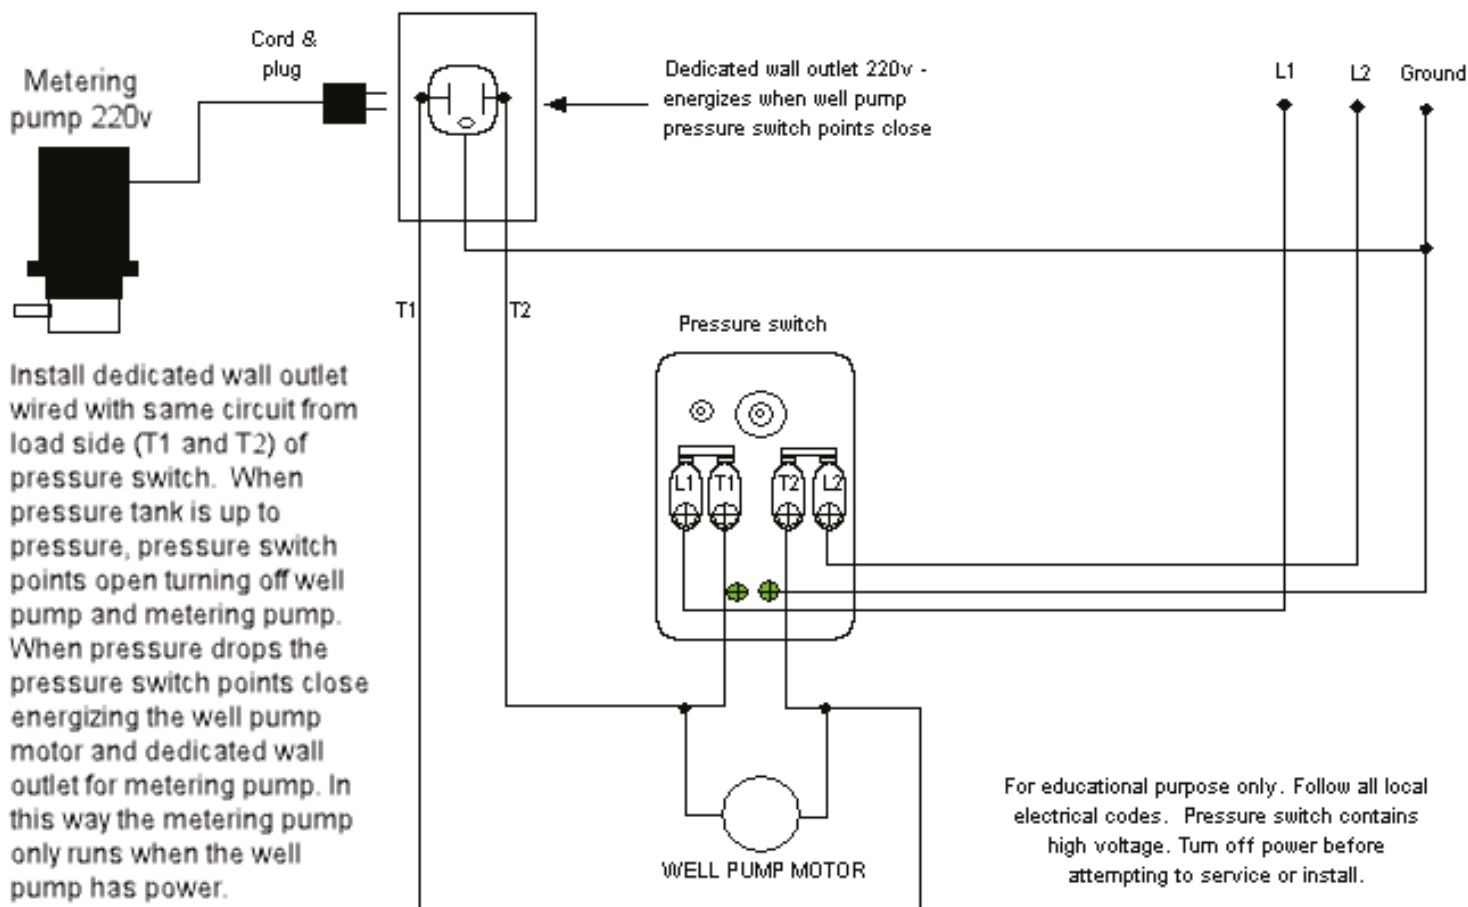 Cord &
plug
Metering
pump 220v
Dedicated wall outlet 220v -
energizes when well pump
pressure switch points close
L1
L2
Ground
T1
T2
Pressure switch
L1
T1
T2
L2
Install dedicated wall outlet
wired with same circuit from
load side (T1 and T2) of
pressure switch. When
pressure tank is up to
pressure, pressure switch
points open turning off well
pump and metering pump.
When pressure drops the
pressure switch points close
energizing the well pump
motor and dedicated wall
outlet for metering pump. In
this way the metering pump
only runs when the well
pump has power.
WELL PUMP MOTOR
For educational purpose only. Follow all local
electrical codes. Pressure switch contains
high voltage. Turn off power before
attempting to service or install.